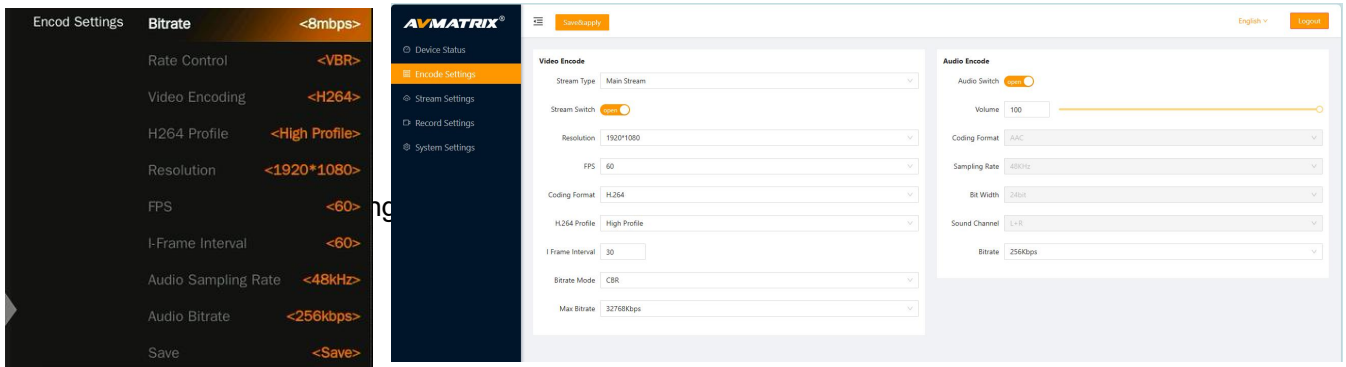 Encod Settings
Bitrate <8mbps>
Rate Control <VBR>
Video Encoding <H264>
H264 Profile <High Profile>
Resolution <1920*1080>
FPS <60>
I-Frame Interval <60>
Audio Sampling Rate <48kHz>
Audio Bitrate <256kbps>
Save <Save>
ng
AVMATRIX®
Device Status
Encode Settings
Stream Settings
Record Settings
System Settings
Save&apply
English
Logout
Video Encode
Stream Type Main Stream
Stream Switch open
Resolution 1920*1080
FPS 60
Coding Format H.264
H.264 Profile High Profile
I Frame Interval 30
Bitrate Mode CBR
Max Bitrate 32768Kbps
Audio Encode
Audio Switch open
Volume 100
Coding Format AAC
Sampling Rate 48KHz
Bit Width 24bit
Sound Channel L+R
Bitrate 256Kbps